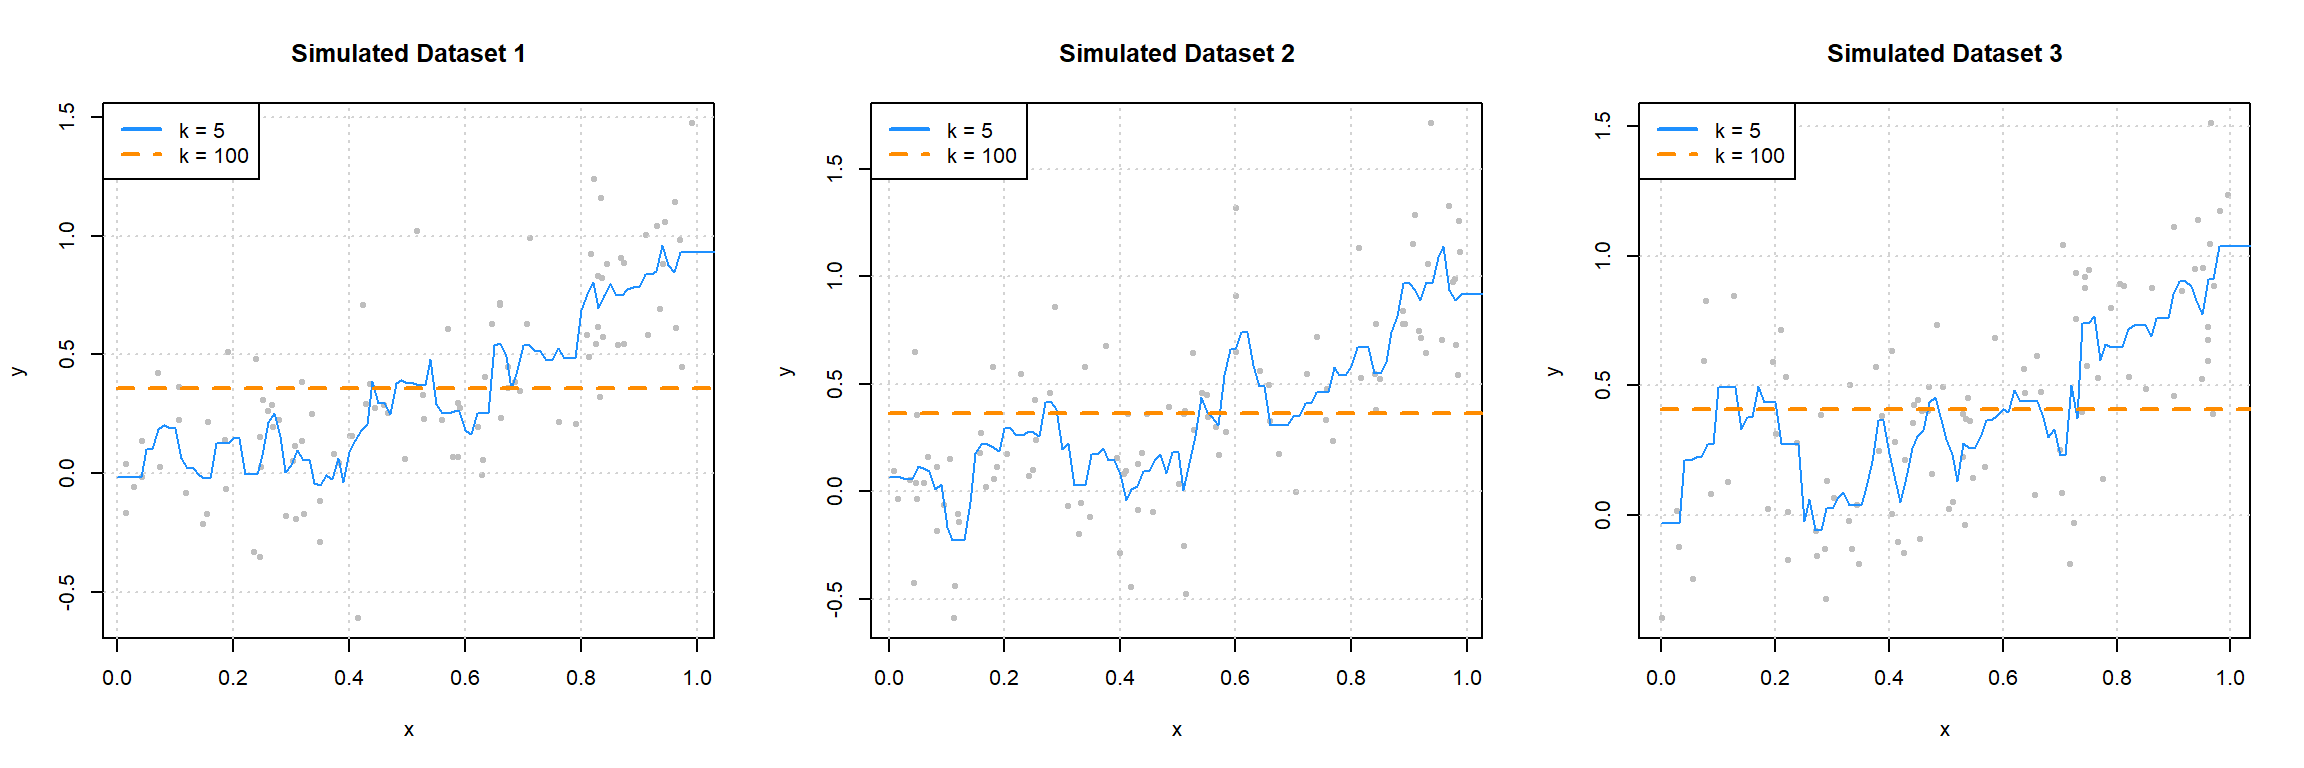 Simulated Dataset 1
k = 5
k = 100
1.5
1.0
0.5
0.0
-0.5
y
0.0 0.2 0.4 0.6 0.8 1.0
x
Simulated Dataset 2
k = 5
k = 100
1.5
1.0
0.5
0.0
-0.5
y
0.0 0.2 0.4 0.6 0.8 1.0
x
Simulated Dataset 3
k = 5
k = 100
1.5
1.0
0.5
0.0
y
0.0 0.2 0.4 0.6 0.8 1.0
x